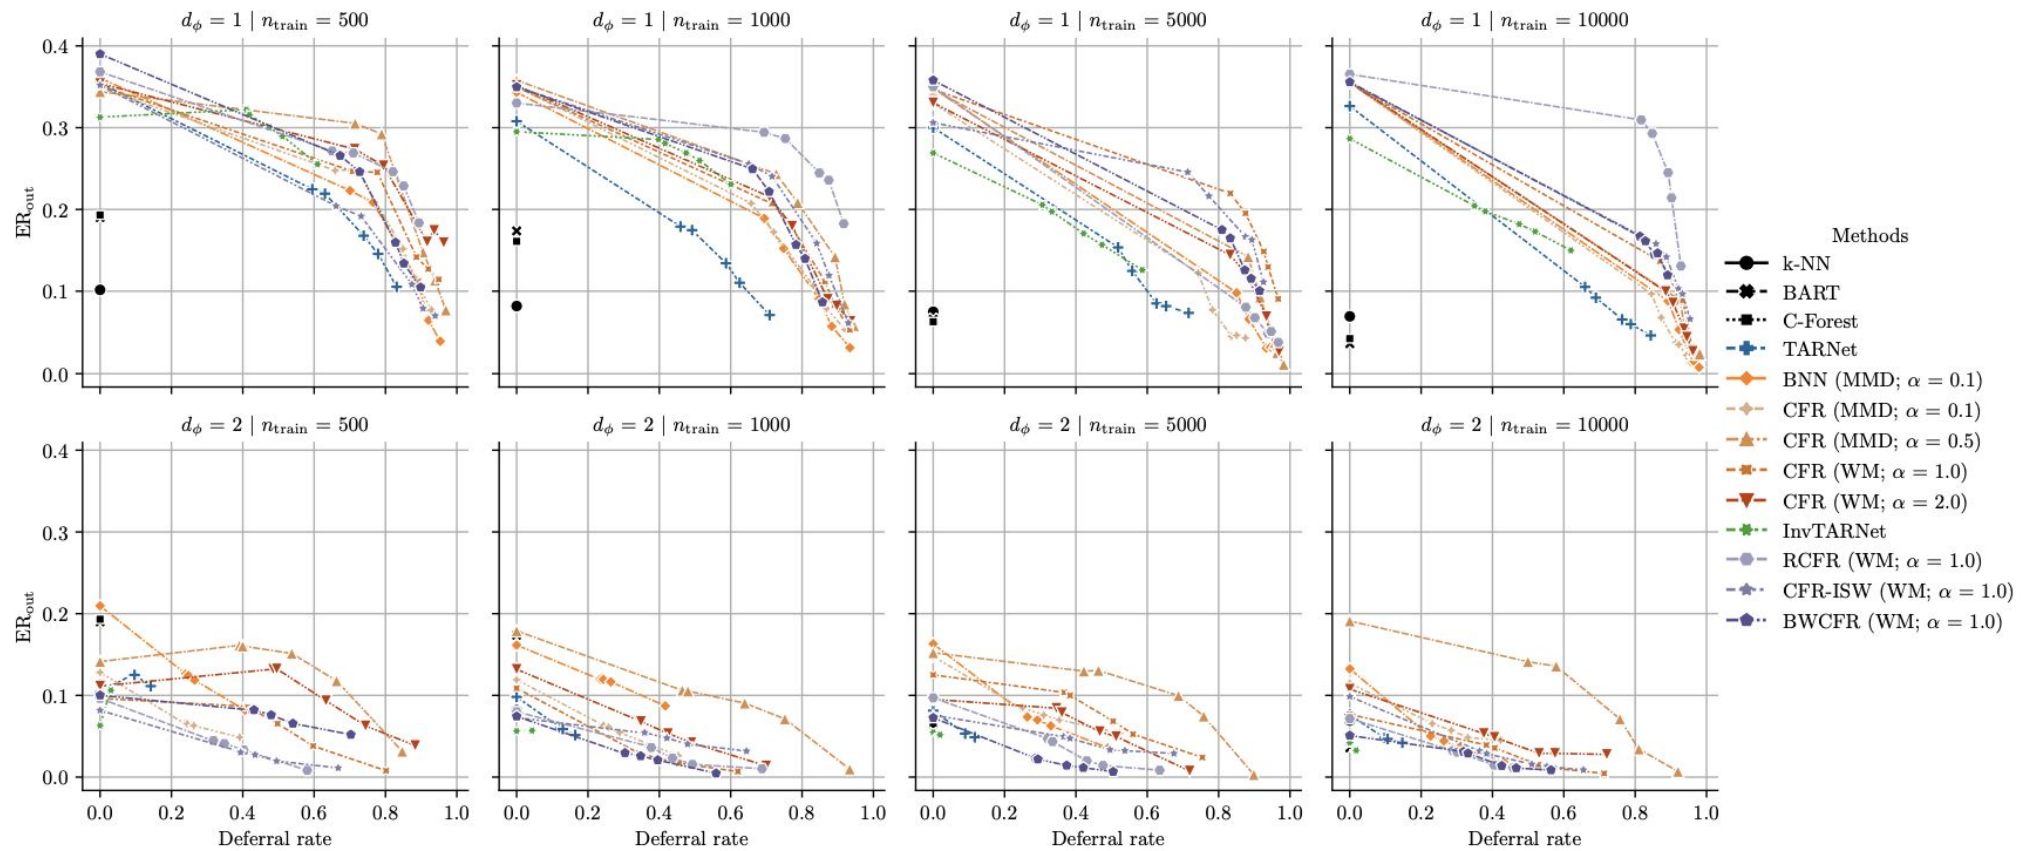 d_ϕ = 1 | n_train = 500
d_ϕ = 1 | n_train = 1000
d_ϕ = 1 | n_train = 5000
d_ϕ = 1 | n_train = 10000
ER_out
0.4
0.3
0.2
0.1
0.0
Methods
k-NN
BART
C-Forest
TARNet
BNN (MMD; α = 0.1)
CFR (MMD; α = 0.1)
CFR (MMD; α = 0.5)
CFR (WM; α = 1.0)
CFR (WM; α = 2.0)
InvTARNet
RCFR (WM; α = 1.0)
CFR-ISW (WM; α = 1.0)
BWCFR (WM; α = 1.0)
d_ϕ = 2 | n_train = 500
d_ϕ = 2 | n_train = 1000
d_ϕ = 2 | n_train = 5000
d_ϕ = 2 | n_train = 10000
ER_out
0.4
0.3
0.2
0.1
0.0
0.0 0.2 0.4 0.6 0.8 1.0
0.0 0.2 0.4 0.6 0.8 1.0
0.0 0.2 0.4 0.6 0.8 1.0
0.0 0.2 0.4 0.6 0.8 1.0
Deferral rate
Deferral rate
Deferral rate
Deferral rate